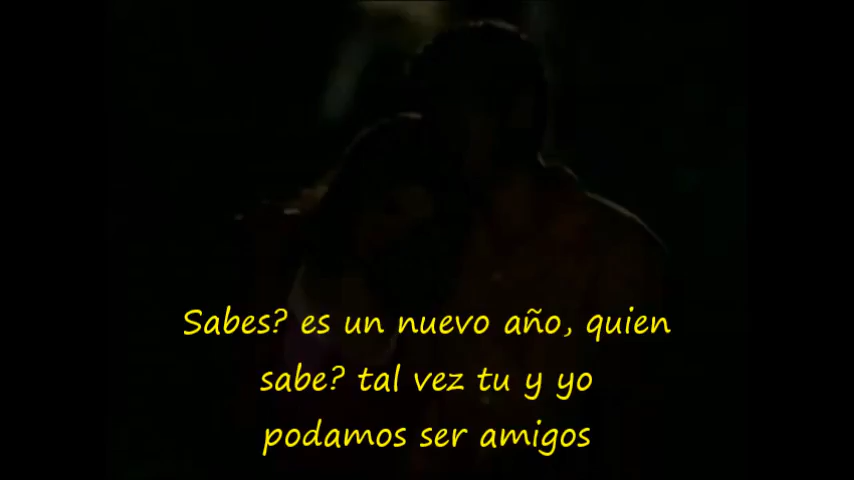 Sabes? es un nuevo año, quien
sabe? tal vez tu y yo
podamos ser amigos